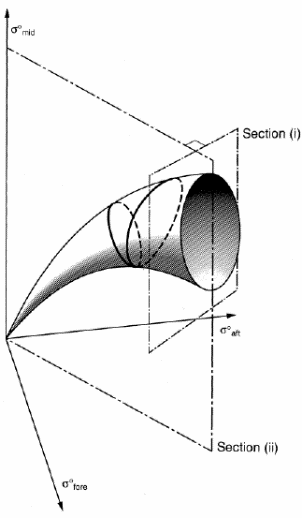 σ°mid
Section (i)
σ°aft
Section (ii)
σ°fore